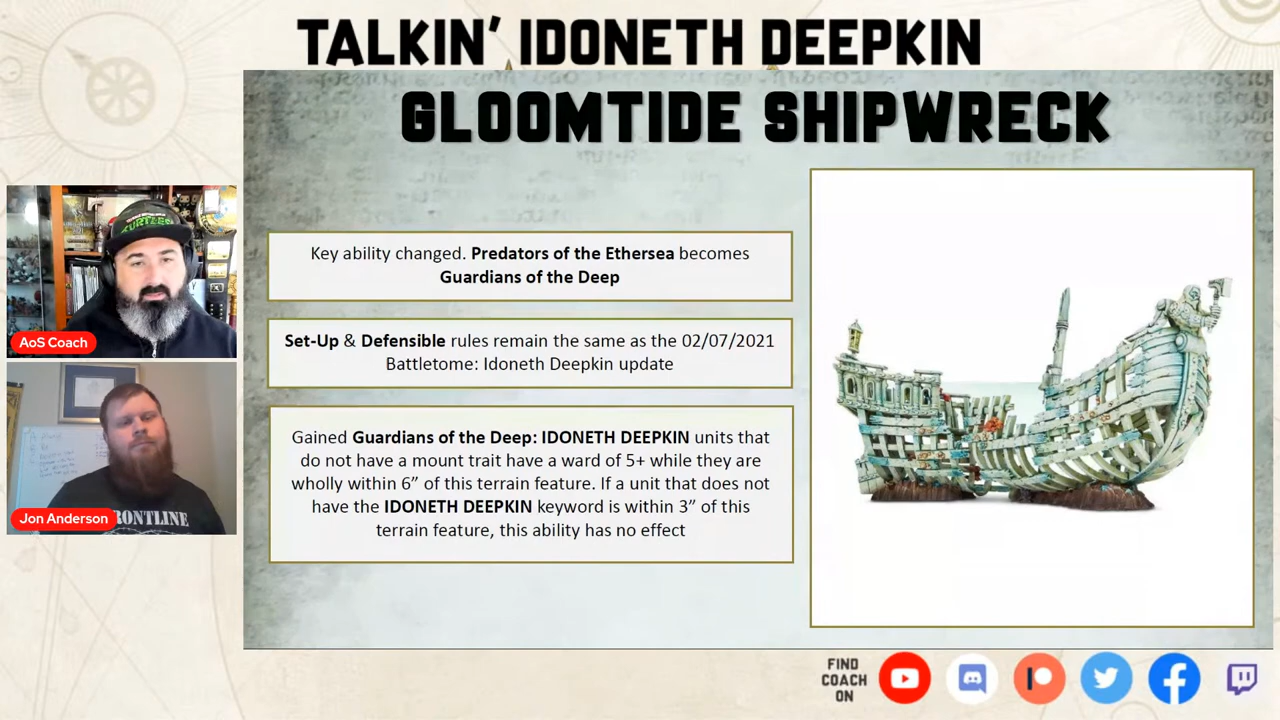 TALKIN' IDONETH DEEPKIN
GLOOMTIDE SHIPWRECK
Key ability changed. Predators of the Ethersea becomes
Guardians of the Deep
Set-Up & Defensible rules remain the same as the 02/07/2021
Battletome: Idoneth Deepkin update
Gained Guardians of the Deep: IDONETH DEEPKIN units that
do not have a mount trait have a ward of 5+ while they are
wholly within 6” of this terrain feature. If a unit that does not
have the IDONETH DEEPKIN keyword is within 3” of this
terrain feature, this ability has no effect
TURTLES
AoS Coach
Jon Anderson
RONTLINE
FIND
COACH
ON